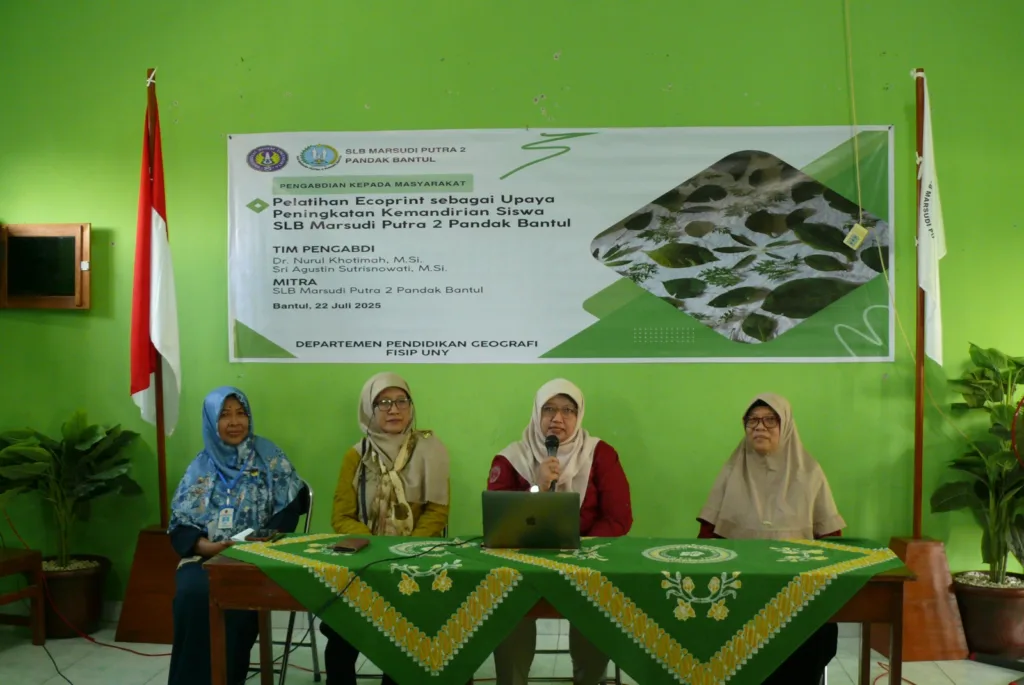 SLB MARSUDI PUTRA 2
PANDAK BANTUL
PENGABDIAN KEPADA MASYARAKAT
Pelatihan Ecoprint sebagai Upaya
Peningkatan Kemandirian Siswa
SLB Marsudi Putra 2 Pandak Bantul
TIM PENGABDI
Dr. Nurul Khotimah, M.Si.
Sri Agustin Sutrisnowati, M.Si.
MITRA
SLB Marsudi Putra 2 Pandak Bantul
Bantul, 22 Juli 2025
DEPARTEMEN PENDIDIKAN GEOGRAFI
FISIP UNY
MARSUDI